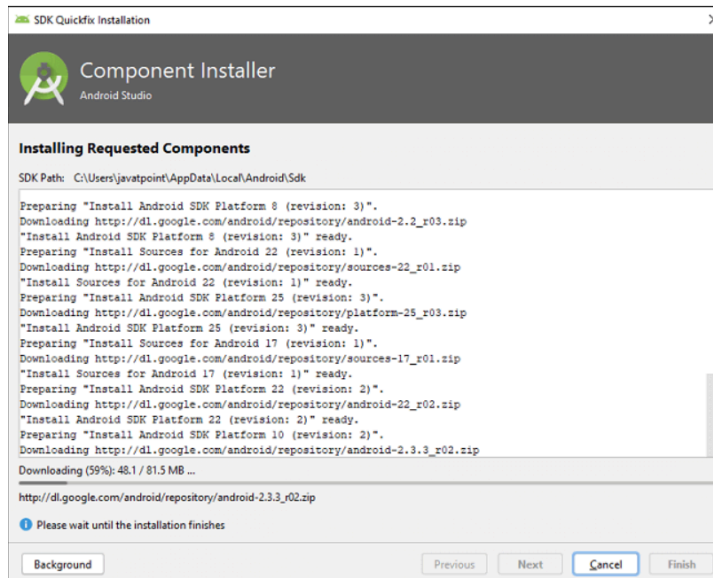 SDK Quickfix Installation
Component Installer
Android Studio
Installing Requested Components
SDK Path: C:\Users\javatpoint\AppData\Local\Android\Sdk
Preparing "Install Android SDK Platform 8 (revision: 3)".
Downloading http://dl.google.com/android/repository/android-2.2_r03.zip
"Install Android SDK Platform 8 (revision: 3)" ready.
Preparing "Install Sources for Android 22 (revision: 1)".
Downloading http://dl.google.com/android/repository/sources-22_r01.zip
"Install Sources for Android 22 (revision: 1)" ready.
Preparing "Install Android SDK Platform 25 (revision: 3)".
Downloading http://dl.google.com/android/repository/platform-25_r03.zip
"Install Android SDK Platform 25 (revision: 3)" ready.
Preparing "Install Sources for Android 17 (revision: 1)".
Downloading http://dl.google.com/android/repository/sources-17_r01.zip
"Install Sources for Android 17 (revision: 1)" ready.
Preparing "Install Android SDK Platform 22 (revision: 2)".
Downloading http://dl.google.com/android/repository/android-22_r02.zip
"Install Android SDK Platform 22 (revision: 2)" ready.
Preparing "Install Android SDK Platform 10 (revision: 2)".
Downloading http://dl.google.com/android/repository/android-2.3.3_r02.zip
Downloading (59%): 48.1 / 81.5 MB ...
http://dl.google.com/android/repository/android-2.3.3_r02.zip
Please wait until the installation finishes
Background Previous Next Cancel Finish